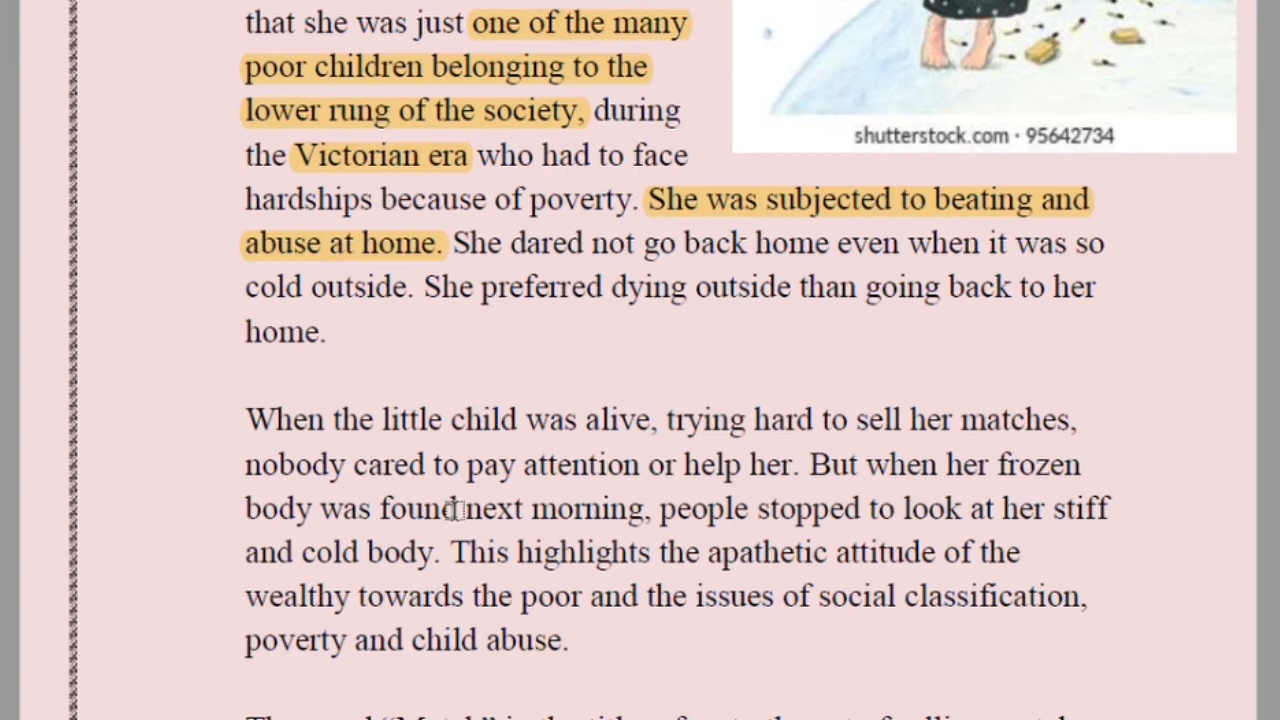 that she was just one of the many
poor children belonging to the
lower rung of the society, during
the Victorian era who had to face
shutterstock.com · 95642734
hardships because of poverty. She was subjected to beating and
abuse at home. She dared not go back home even when it was so
cold outside. She preferred dying outside than going back to her
home.
When the little child was alive, trying hard to sell her matches,
nobody cared to pay attention or help her. But when her frozen
body was found next morning, people stopped to look at her stiff
and cold body. This highlights the apathetic attitude of the
wealthy towards the poor and the issues of social classification,
poverty and child abuse.